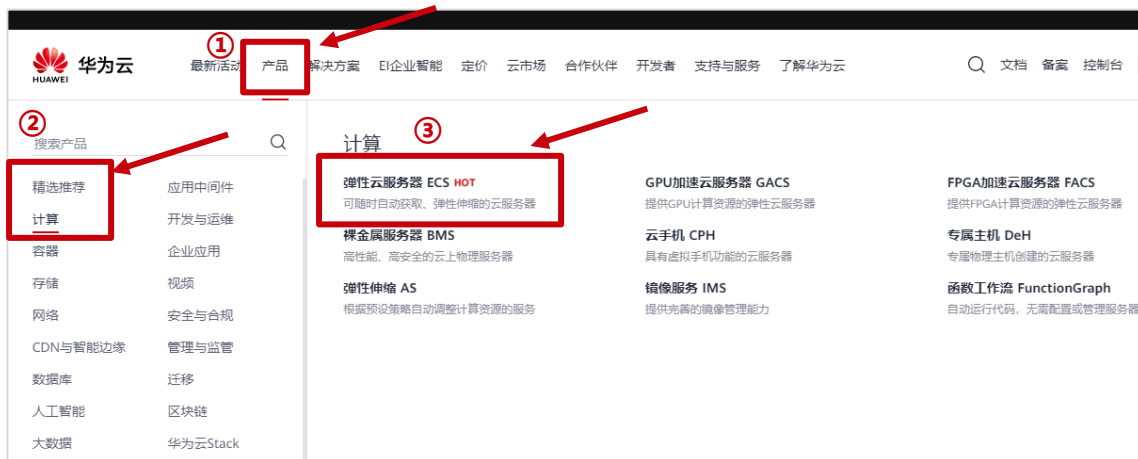 ①
HUAWEI 华为云 最新活动 产品 解决方案 EI企业智能 定价 云市场 合作伙伴 开发者 支持与服务 了解华为云 文档 备案 控制台
②
搜索产品
精选推荐 应用中间件
计算 开发与运维
容器 企业应用
存储 视频
网络 安全与合规
CDN与智能边缘 管理与监管
数据库 迁移
人工智能 区块链
大数据 华为云Stack
③
计算
弹性云服务器 ECS HOT
可随时自动获取、弹性伸缩的云服务器
GPU加速云服务器 GACS
提供GPU计算资源的弹性云服务器
FPGA加速云服务器 FACS
提供FPGA计算资源的弹性云服务器
裸金属服务器 BMS
高性能、高安全的云上物理服务器
云手机 CPH
具有虚拟手机功能的云服务器
专属主机 DeH
专属物理主机创建的云服务器
弹性伸缩 AS
根据预设策略自动调整计算资源的服务
镜像服务 IMS
提供完善的镜像管理能力
函数工作流 FunctionGraph
自动运行代码，无需配置或管理服务器